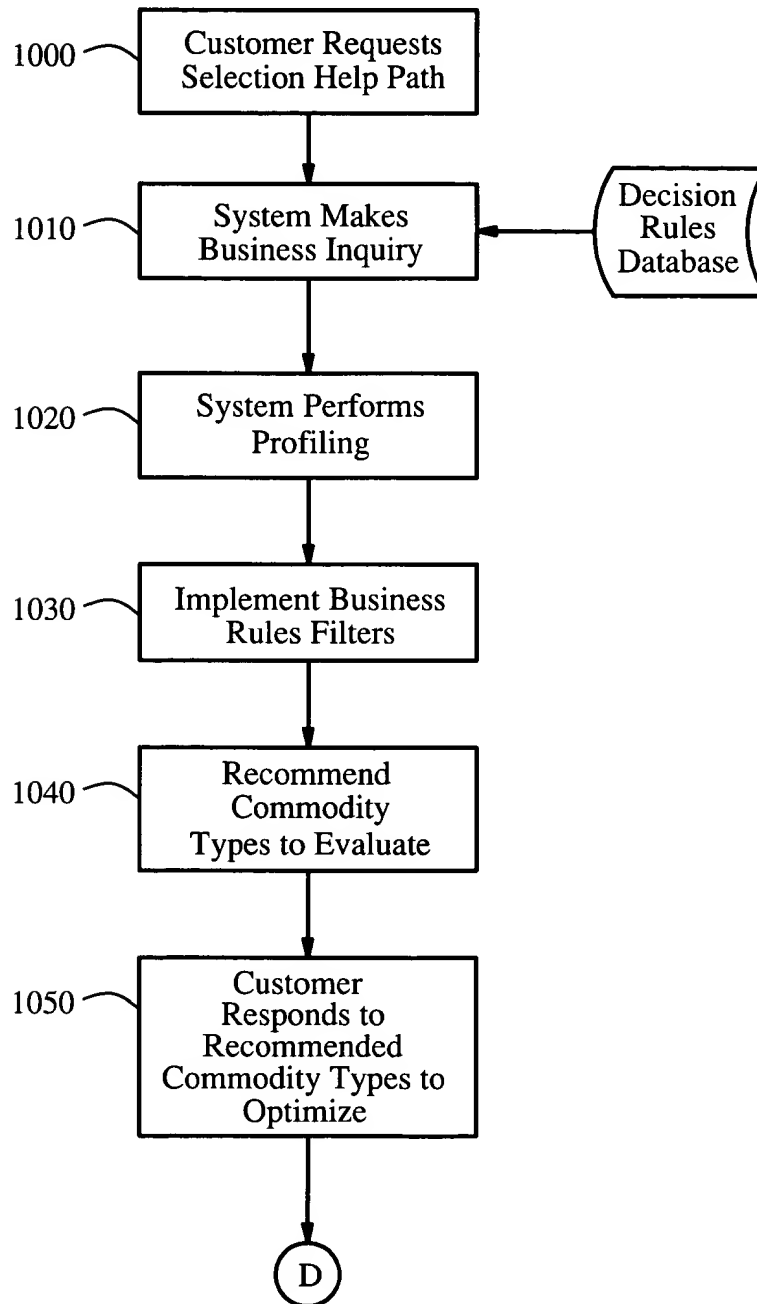 1000
Customer Requests
Selection Help Path
1010
System Makes
Business Inquiry
Decision
Rules
Database
1020
System Performs
Profiling
1030
Implement Business
Rules Filters
1040
Recommend
Commodity
Types to Evaluate
1050
Customer
Responds to
Recommended
Commodity Types to
Optimize
D